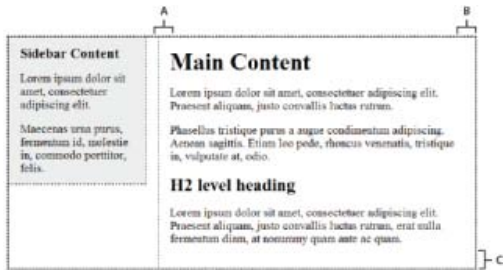 A
B
Sidebar Content
Lorem ipsum dolor sit
amet, consectetuer
adipiscing elit.
Maecenas urna purus,
fermentum id, molestie
in, commodo porttitor,
felis.
Main Content
Lorem ipsum dolor sit amet, consectetuer adipiscing elit.
Praesent aliquam, justo convallis luctus rutrum.
Phasellus tristique purus a augue condimentum adipiscing.
Aenean sagittis. Etiam leo pede, rhoncus venenatis, tristique
in, vulputate at, odio.
H2 level heading
Lorem ipsum dolor sit amet, consectetuer adipiscing elit.
Praesent aliquam, justo convallis luctus rutrum, erat nulla
fermentum diam, at nonummy quam ante ac quam.
C